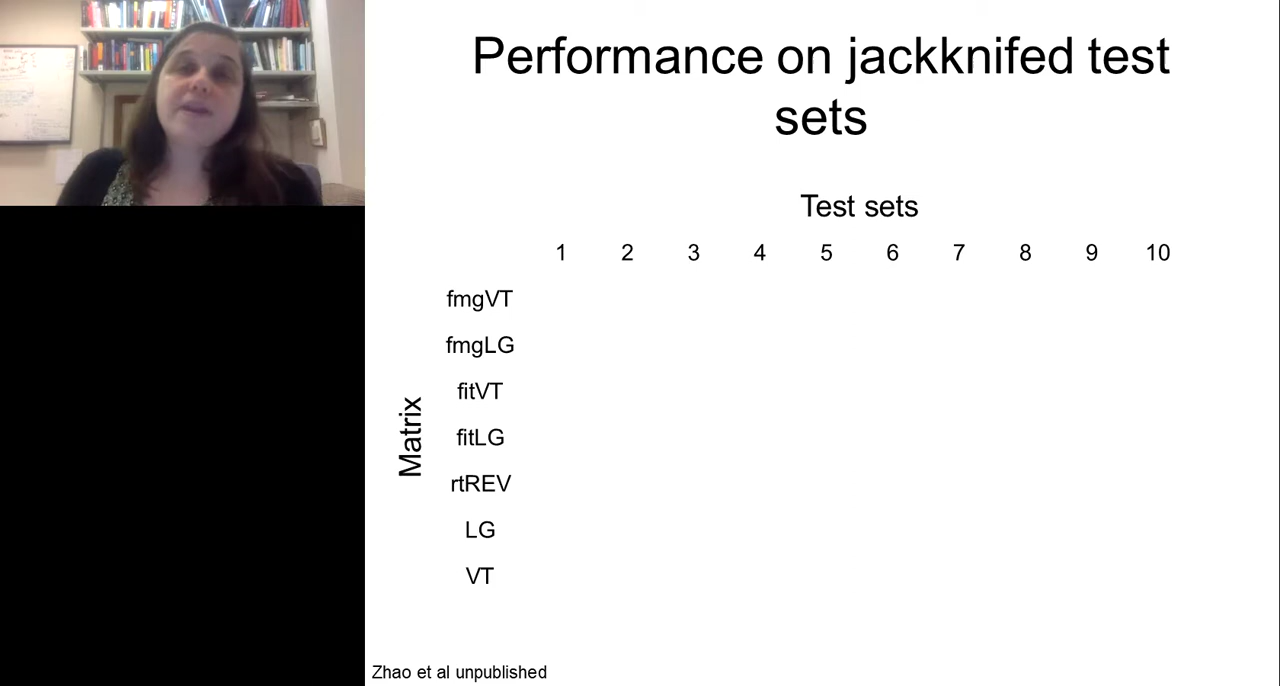 Performance on jackknifed test
sets
Test sets
1 2 3 4 5 6 7 8 9 10
Matrix
fmgVT
fmgLG
fitVT
fitLG
rtREV
LG
VT
Zhao et al unpublished